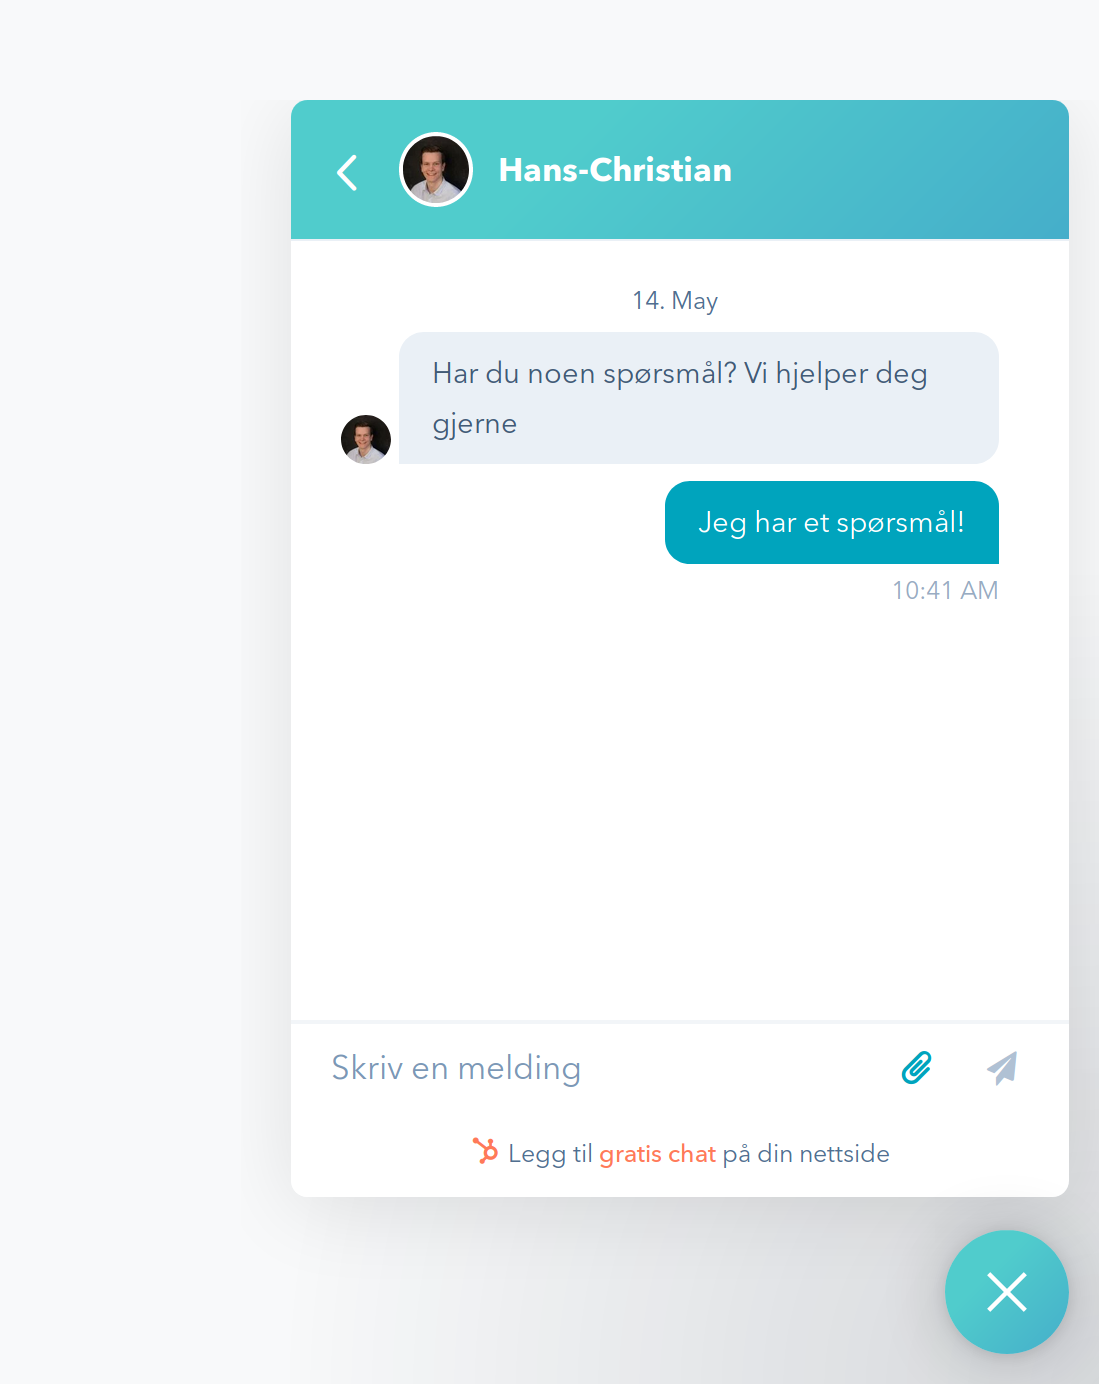 Hans-Christian
14. May
Har du noen spørsmål? Vi hjelper deg
gjerne
Jeg har et spørsmål!
10:41 AM
Skriv en melding
Legg til gratis chat på din nettside